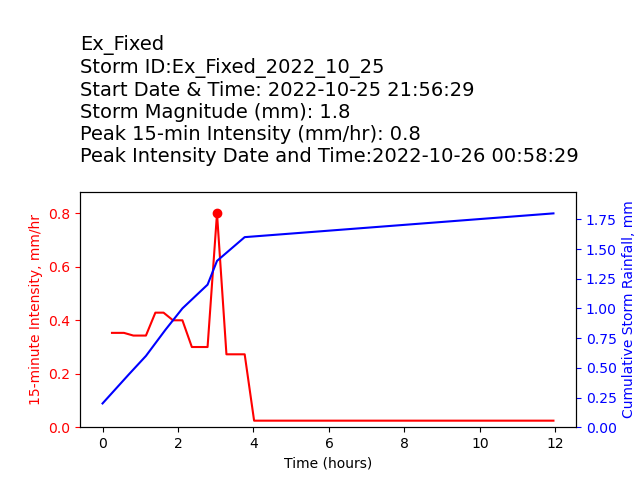 Ex_Fixed
Storm ID:Ex_Fixed_2022_10_25
Start Date & Time: 2022-10-25 21:56:29
Storm Magnitude (mm): 1.8
Peak 15-min Intensity (mm/hr): 0.8
Peak Intensity Date and Time:2022-10-26 00:58:29
15-minute Intensity, mm/hr
0.8
0.6
0.4
0.2
0.0
1.75
1.50
1.25
1.00
0.75
0.50
0.25
0.00
Cumulative Storm Rainfall, mm
0 2 4 6 8 10 12
Time (hours)